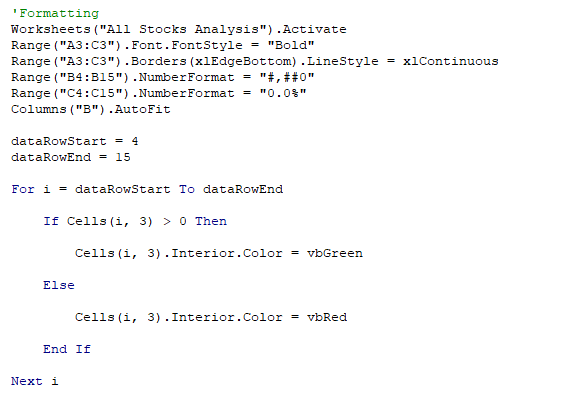 'Formatting
Worksheets("All Stocks Analysis").Activate
Range("A3:C3").Font.FontStyle = "Bold"
Range("A3:C3").Borders(xlEdgeBottom).LineStyle = xlContinuous
Range("B4:B15").NumberFormat = "#,##0"
Range("C4:C15").NumberFormat = "0.0%"
Columns("B").AutoFit
dataRowStart = 4
dataRowEnd = 15
For i = dataRowStart To dataRowEnd
If Cells(i, 3) > 0 Then
Cells(i, 3).Interior.Color = vbGreen
Else
Cells(i, 3).Interior.Color = vbRed
End If
Next i